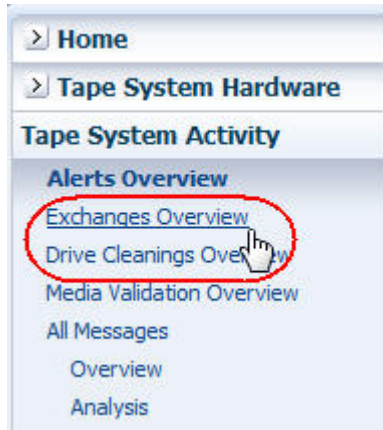 Home
Tape System Hardware
Tape System Activity
Alerts Overview
Exchanges Overview
Drive Cleanings Overview
Media Validation Overview
All Messages
Overview
Analysis